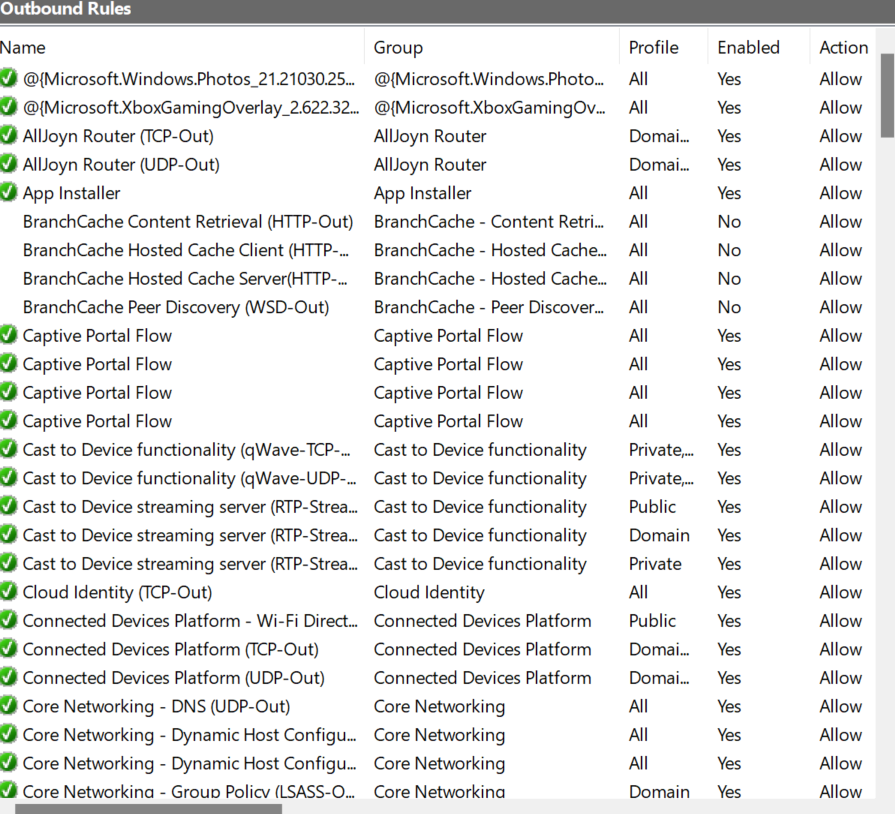 Outbound Rules
Name Group Profile Enabled Action
@{Microsoft.Windows.Photos_21.21030.25... @{Microsoft.Windows.Photo... All Yes Allow
@{Microsoft.XboxGamingOverlay_2.622.32... @{Microsoft.XboxGamingOv... All Yes Allow
AllJoyn Router (TCP-Out) AllJoyn Router Domai... Yes Allow
AllJoyn Router (UDP-Out) AllJoyn Router Domai... Yes Allow
App Installer App Installer All Yes Allow
BranchCache Content Retrieval (HTTP-Out) BranchCache - Content Retri... All No Allow
BranchCache Hosted Cache Client (HTTP-... BranchCache - Hosted Cache... All No Allow
BranchCache Hosted Cache Server(HTTP-... BranchCache - Hosted Cache... All No Allow
BranchCache Peer Discovery (WSD-Out) BranchCache - Peer Discover... All No Allow
Captive Portal Flow Captive Portal Flow All Yes Allow
Captive Portal Flow Captive Portal Flow All Yes Allow
Captive Portal Flow Captive Portal Flow All Yes Allow
Captive Portal Flow Captive Portal Flow All Yes Allow
Cast to Device functionality (qWave-TCP-... Cast to Device functionality Private,... Yes Allow
Cast to Device functionality (qWave-UDP-... Cast to Device functionality Private,... Yes Allow
Cast to Device streaming server (RTP-Strea... Cast to Device functionality Public Yes Allow
Cast to Device streaming server (RTP-Strea... Cast to Device functionality Domain Yes Allow
Cast to Device streaming server (RTP-Strea... Cast to Device functionality Private Yes Allow
Cloud Identity (TCP-Out) Cloud Identity All Yes Allow
Connected Devices Platform - Wi-Fi Direct... Connected Devices Platform Public Yes Allow
Connected Devices Platform (TCP-Out) Connected Devices Platform Domai... Yes Allow
Connected Devices Platform (UDP-Out) Connected Devices Platform Domai... Yes Allow
Core Networking - DNS (UDP-Out) Core Networking All Yes Allow
Core Networking - Dynamic Host Configu... Core Networking All Yes Allow
Core Networking - Dynamic Host Configu... Core Networking All Yes Allow
Core Networking - Group Policy (LSASS-O... Core Networking Domain Yes Allow